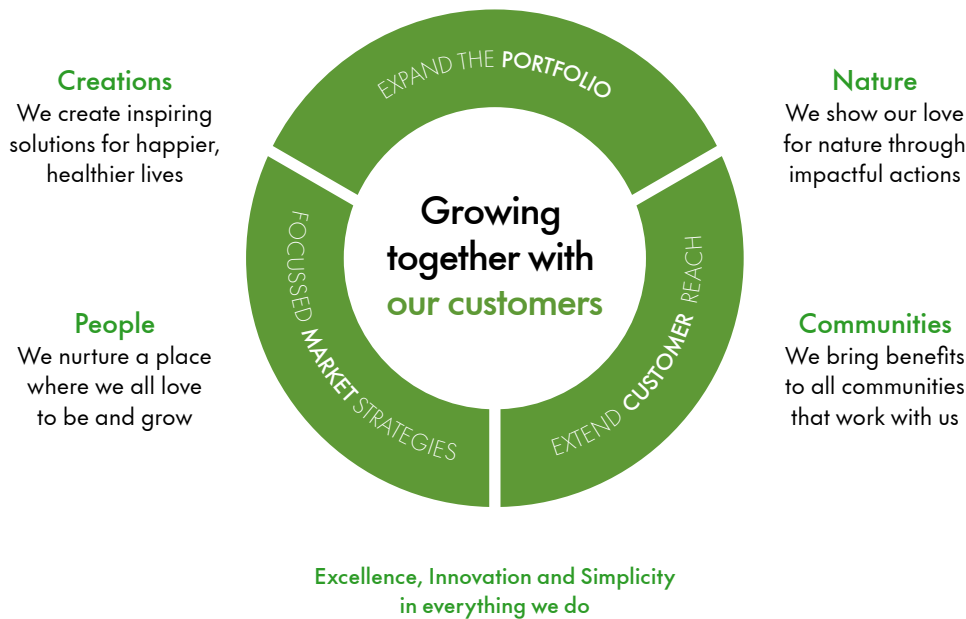 EXPAND THE PORTFOLIO
Creations
We create inspiring
solutions for happier,
healthier lives
Nature
We show our love
for nature through
impactful actions
Growing
together with
our customers
FOCUSSED MARKET STRATEGIES
EXTEND CUSTOMER REACH
People
We nurture a place
where we all love
to be and grow
Communities
We bring benefits
to all communities
that work with us
Excellence, Innovation and Simplicity
in everything we do